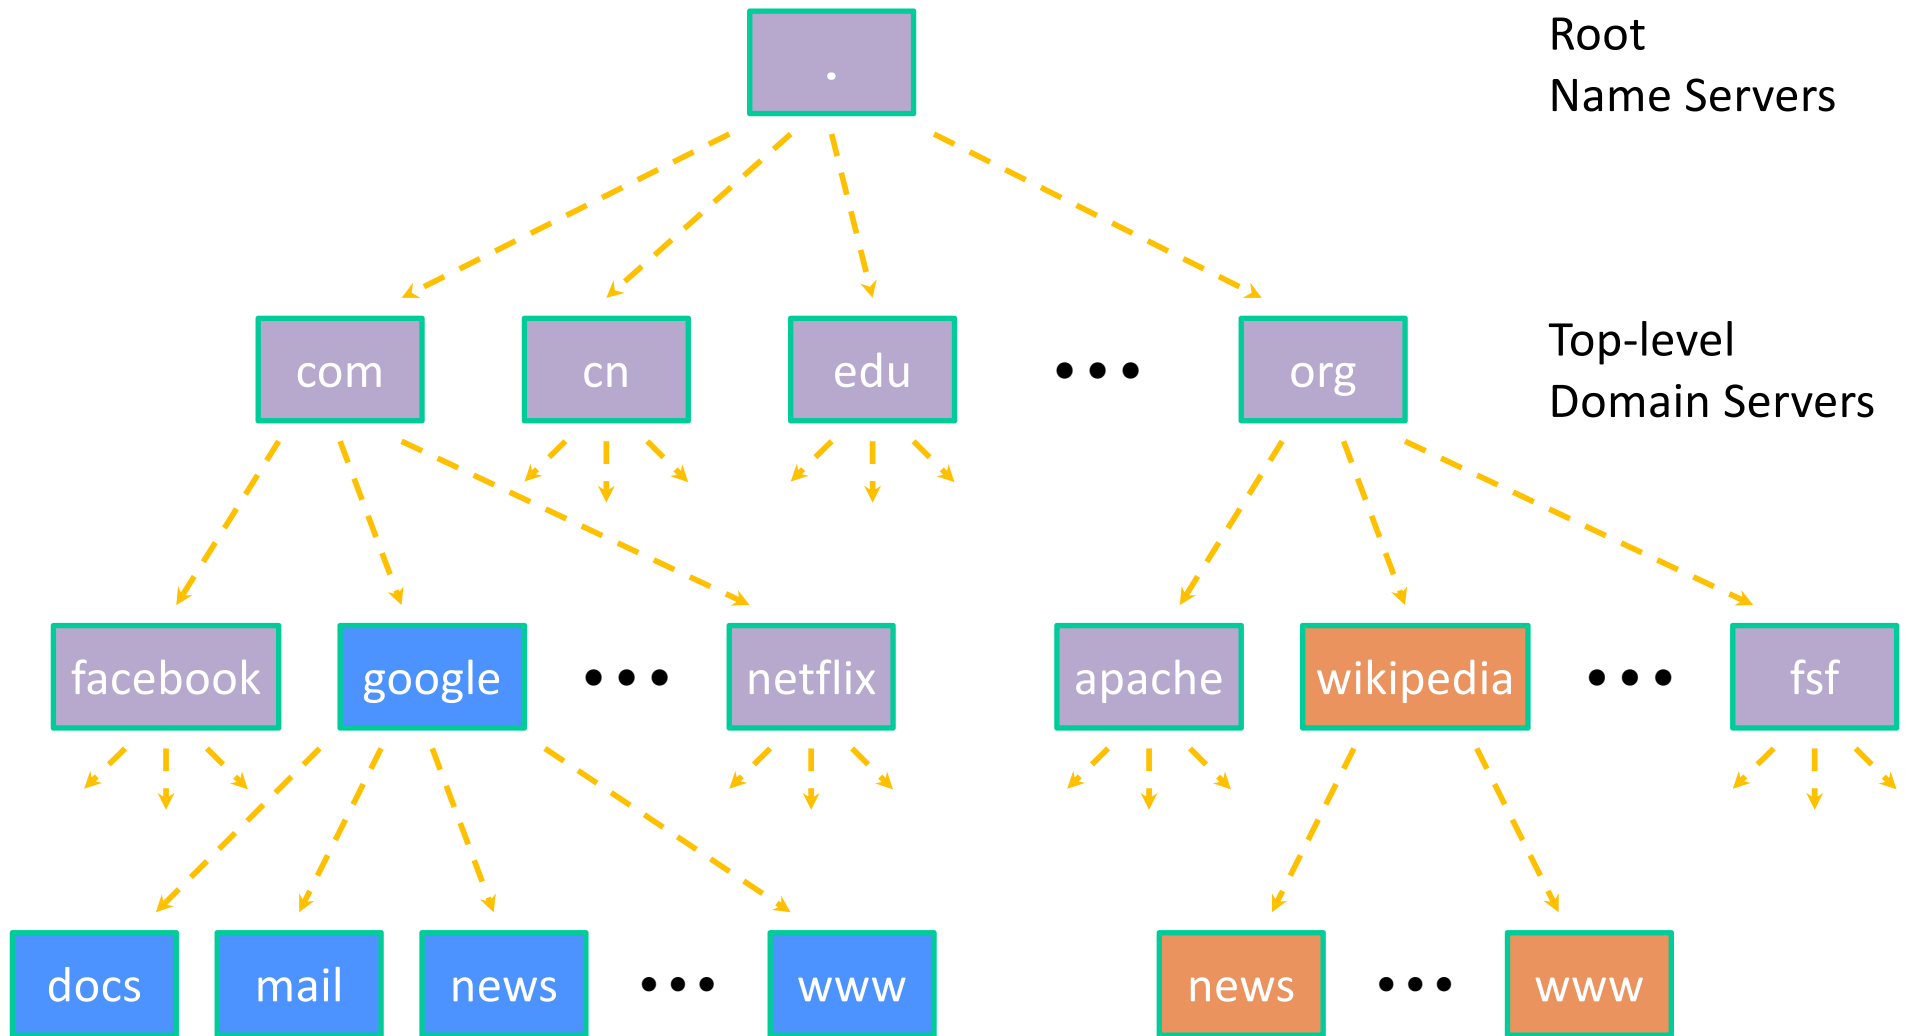 .
Root
Name Servers
com
cn
edu
•••
org
Top-level
Domain Servers
facebook
google
•••
netflix
apache
wikipedia
•••
fsf
docs
mail
news
•••
www
news
•••
www